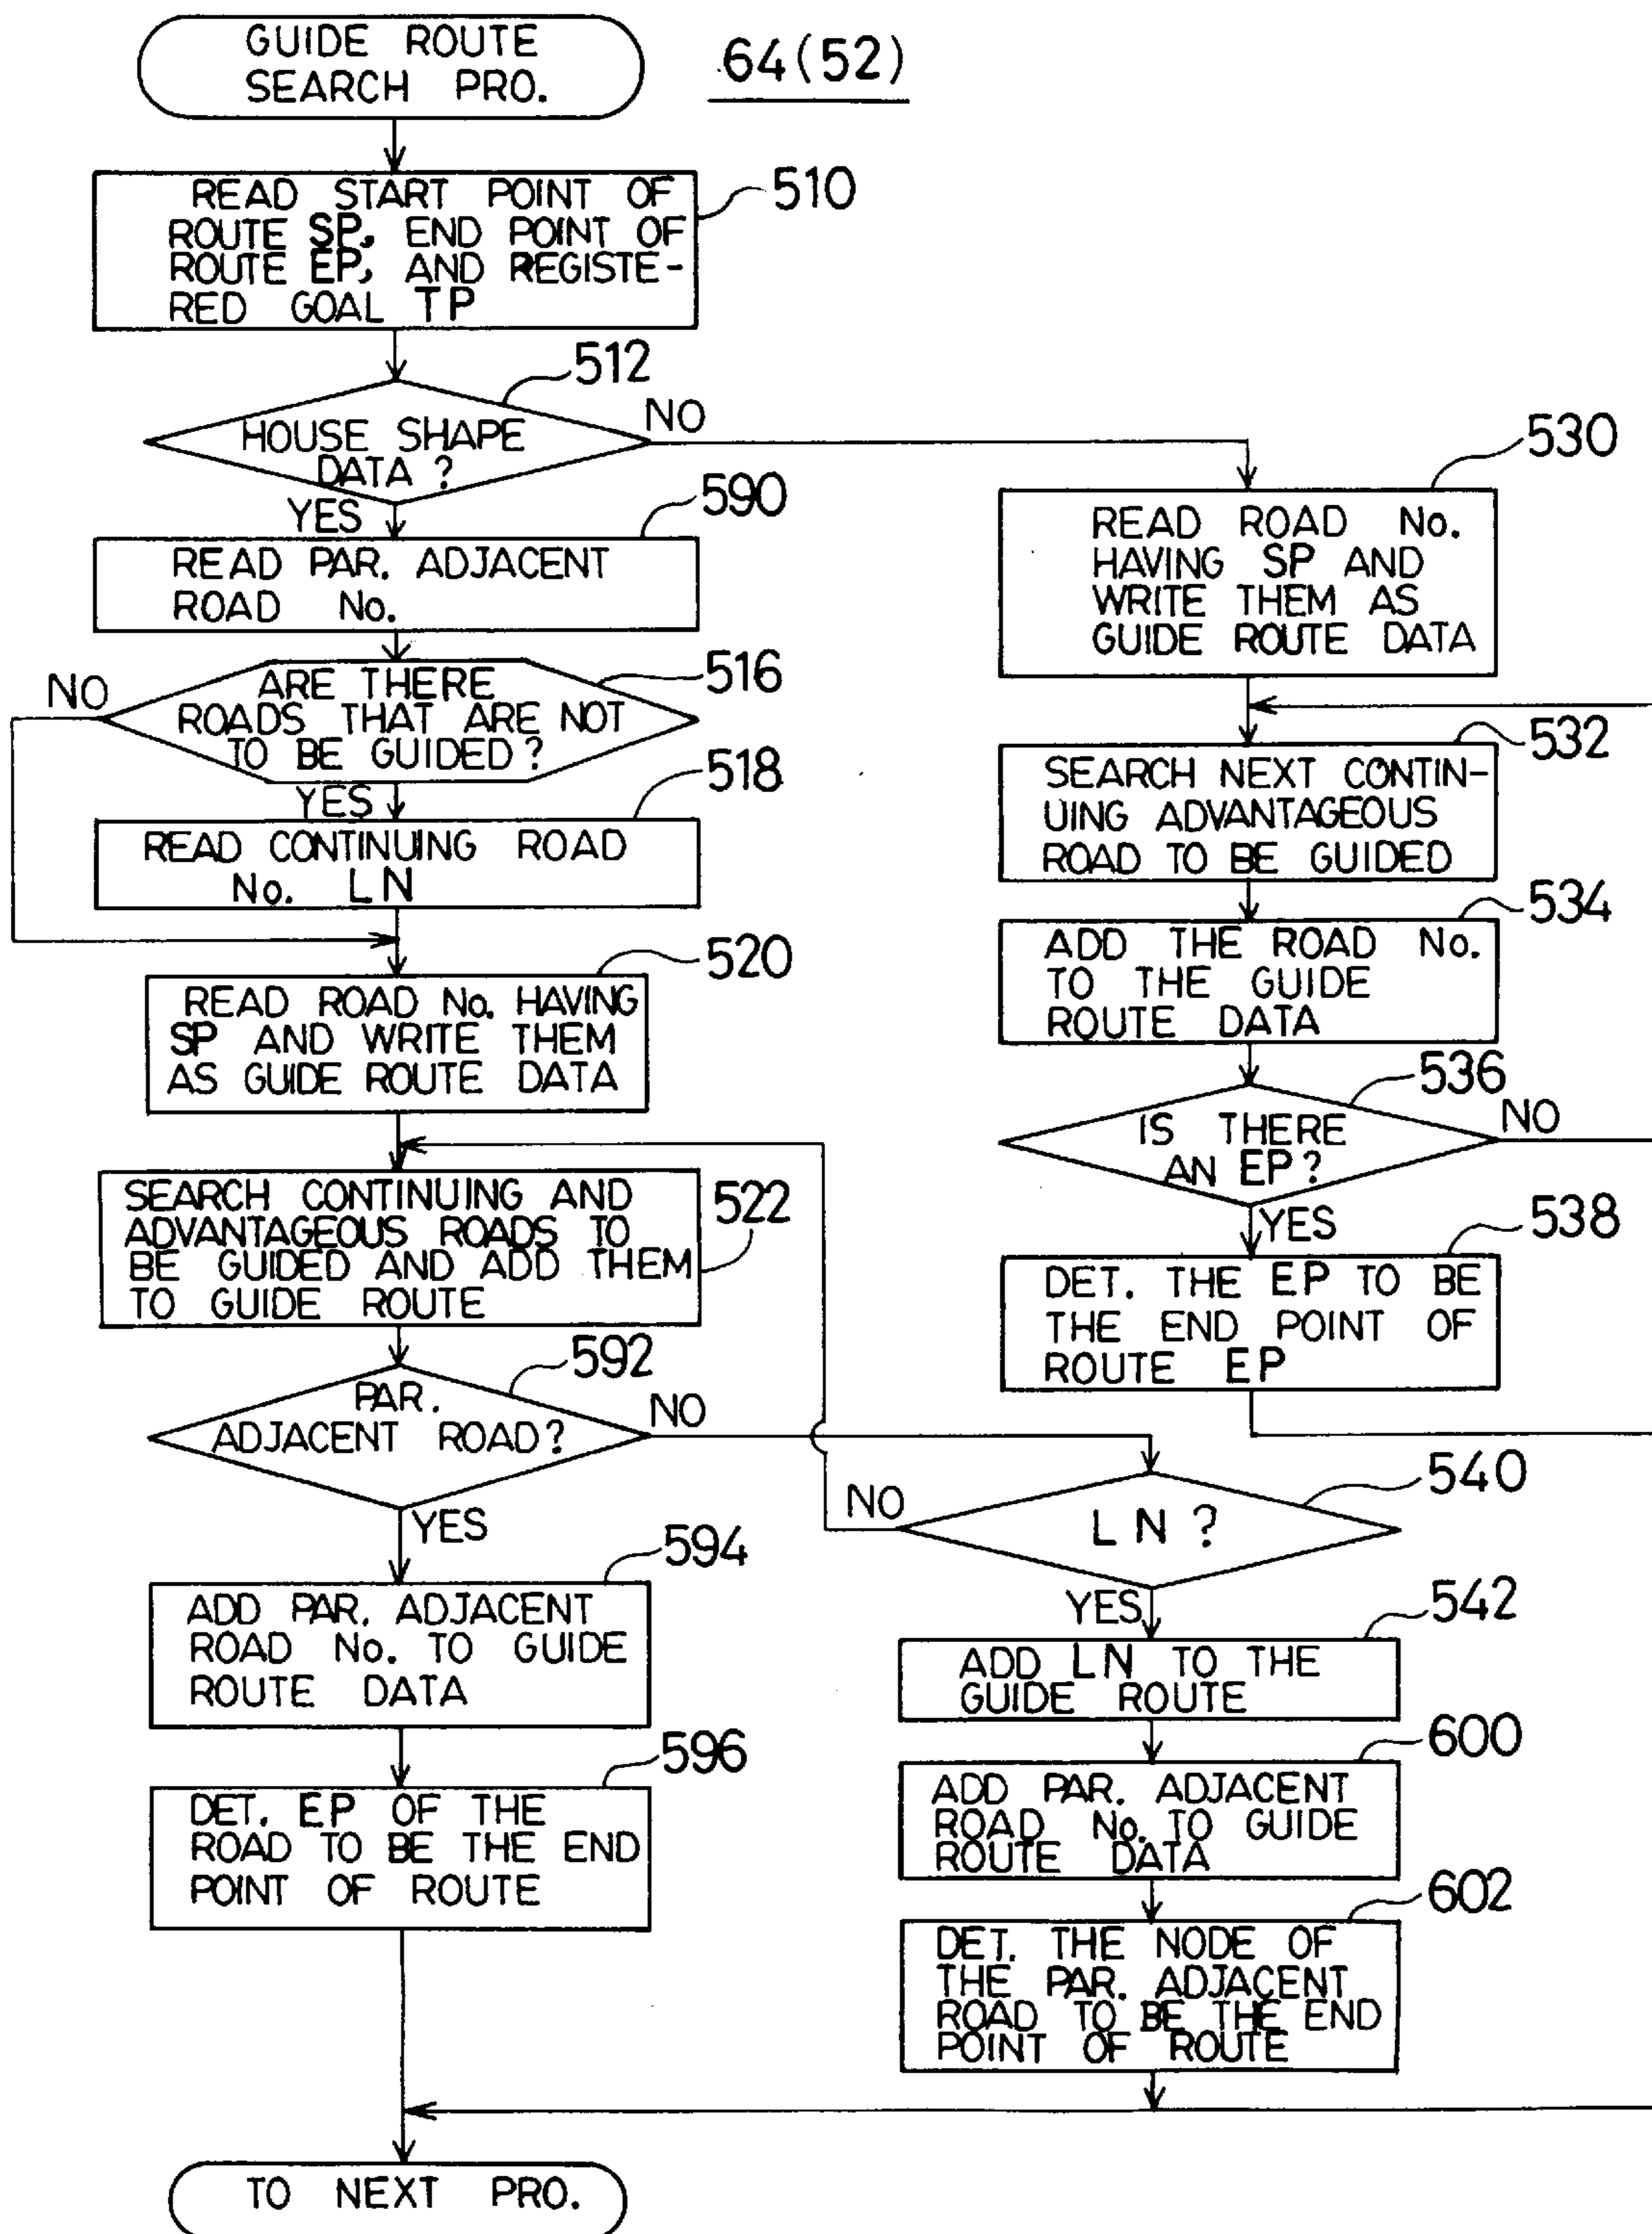 GUIDE ROUTE
SEARCH PRO.
64(52)
READ START POINT OF
ROUTE SP, END POINT OF
ROUTE EP, AND REGISTE-
RED GOAL TP
510
HOUSE SHAPE
DATA?
512
NO
YES
READ PAR. ADJACENT
ROAD No.
590
ARE THERE
ROADS THAT ARE NOT
TO BE GUIDED?
516
NO
YES
READ CONTINUING ROAD
No. LN
518
READ ROAD No. HAVING
SP AND WRITE THEM
AS GUIDE ROUTE DATA
520
SEARCH CONTINUING AND
ADVANTAGEOUS ROADS TO
BE GUIDED AND ADD THEM
TO GUIDE ROUTE
522
PAR.
ADJACENT ROAD?
592
NO
YES
ADD PAR. ADJACENT
ROAD No. TO GUIDE
ROUTE DATA
594
DET. EP OF THE
ROAD TO BE THE END
POINT OF ROUTE
596
TO NEXT PRO.
READ ROAD No.
HAVING SP AND
WRITE THEM AS
GUIDE ROUTE DATA
530
SEARCH NEXT CONTIN-
UING ADVANTAGEOUS
ROAD TO BE GUIDED
532
ADD THE ROAD No.
TO THE GUIDE
ROUTE DATA
534
IS THERE
AN EP?
536
NO
YES
DET. THE EP TO BE
THE END POINT OF
ROUTE EP
538
LN?
540
NO
YES
ADD LN TO THE
GUIDE ROUTE
542
ADD PAR. ADJACENT
ROAD No. TO GUIDE
ROUTE DATA
600
DET. THE NODE OF
THE PAR. ADJACENT
ROAD TO BE THE END
POINT OF ROUTE
602